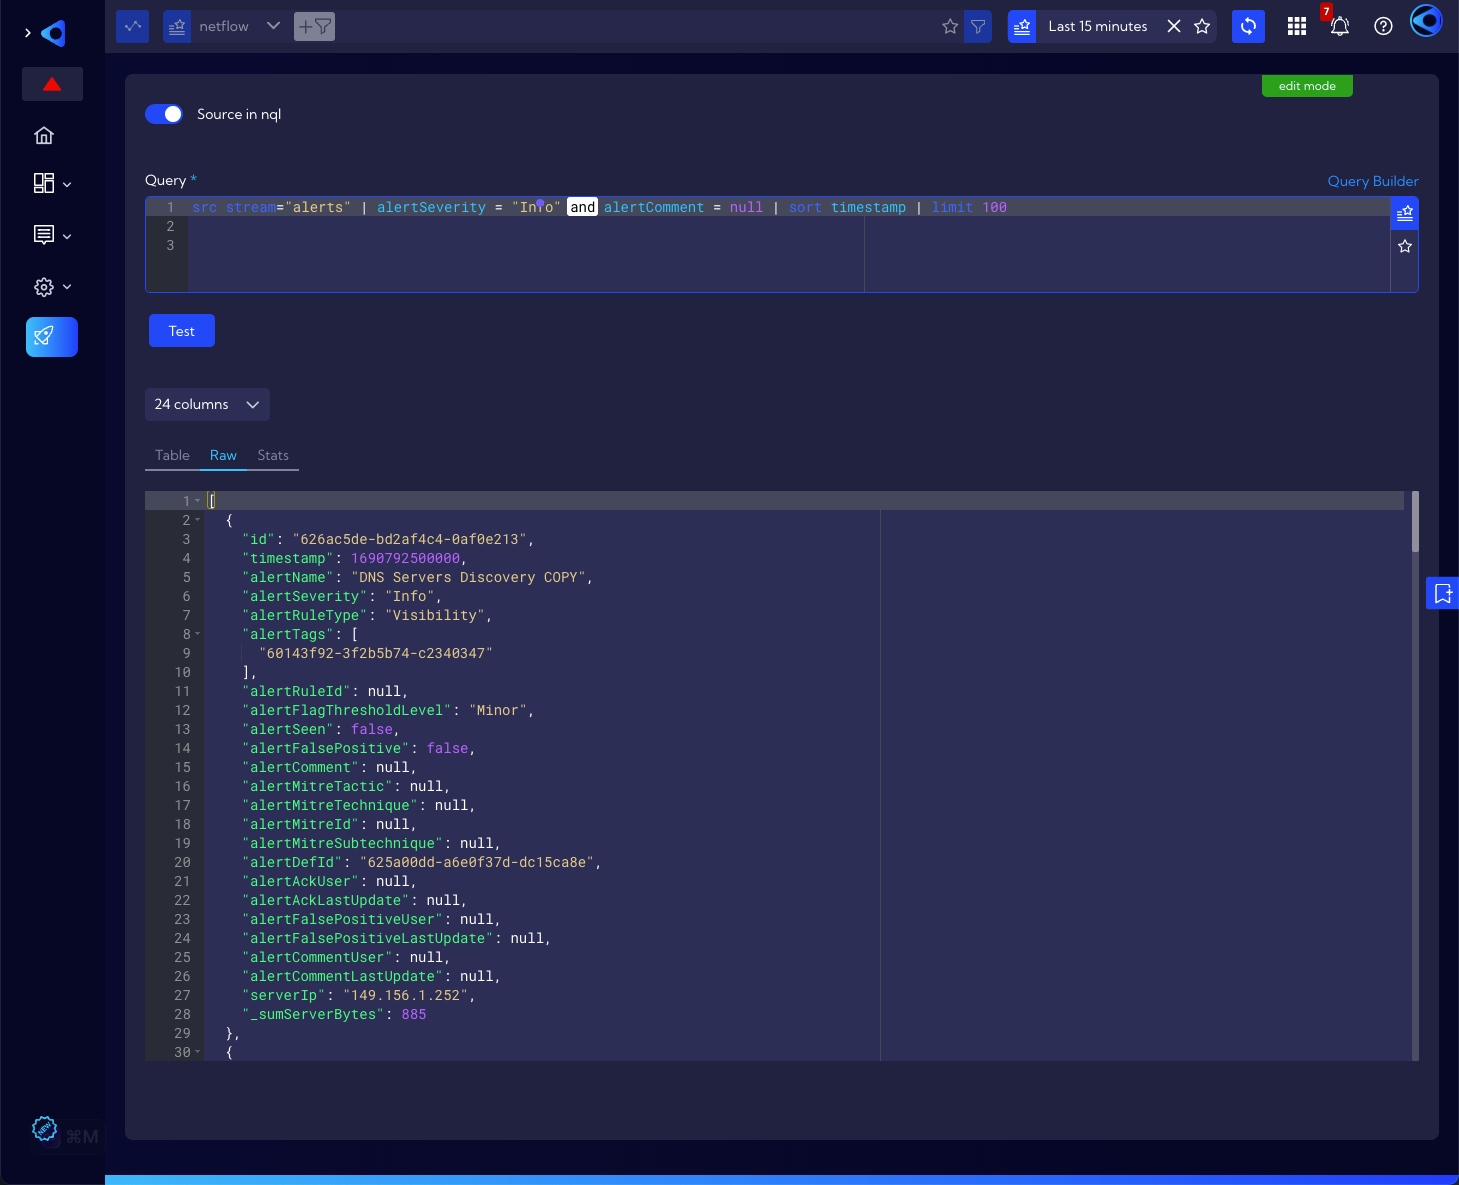 netflow
Last 15 minutes
7
edit mode
Source in nql
Query *
Query Builder
1 src stream="alerts" | alertSeverity = "Info" and alertComment = null | sort timestamp | limit 100
2
3
Test
24 columns
Table Raw Stats
1 [
2 {
3 "id": "626ac5de-bd2af4c4-0af0e213",
4 "timestamp": 1690792500000,
5 "alertName": "DNS Servers Discovery COPY",
6 "alertSeverity": "Info",
7 "alertRuleType": "Visibility",
8 "alertTags": [
9 "60143f92-3f2b5b74-c2340347"
10 ],
11 "alertRuleId": null,
12 "alertFlagThresholdLevel": "Minor",
13 "alertSeen": false,
14 "alertFalsePositive": false,
15 "alertComment": null,
16 "alertMitreTactic": null,
17 "alertMitreTechnique": null,
18 "alertMitreId": null,
19 "alertMitreSubtechnique": null,
20 "alertDefId": "625a00dd-a6e0f37d-dc15ca8e",
21 "alertAckUser": null,
22 "alertAckLastUpdate": null,
23 "alertFalsePositiveUser": null,
24 "alertFalsePositiveLastUpdate": null,
25 "alertCommentUser": null,
26 "alertCommentLastUpdate": null,
27 "serverIp": "149.156.1.252",
28 "_sumServerBytes": 885
29 },
30 {
NEW
⌘M